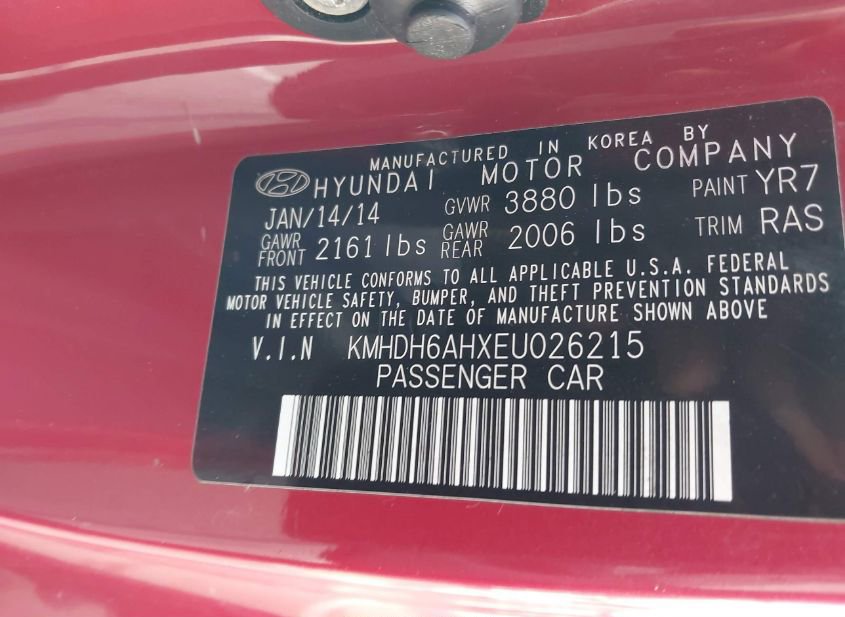 MANUFACTURED IN KOREA BY
HYUNDAI MOTOR COMPANY
JAN/14/14 GVWR 3880 lbs PAINT YR7
GAWR FRONT 2161 lbs GAWR REAR 2006 lbs TRIM RAS
THIS VEHICLE CONFORMS TO ALL APPLICABLE U.S.A. FEDERAL
MOTOR VEHICLE SAFETY, BUMPER, AND THEFT PREVENTION STANDARDS
IN EFFECT ON THE DATE OF MANUFACTURE SHOWN ABOVE
V.I.N KMHDH6AHXEU026215
PASSENGER CAR